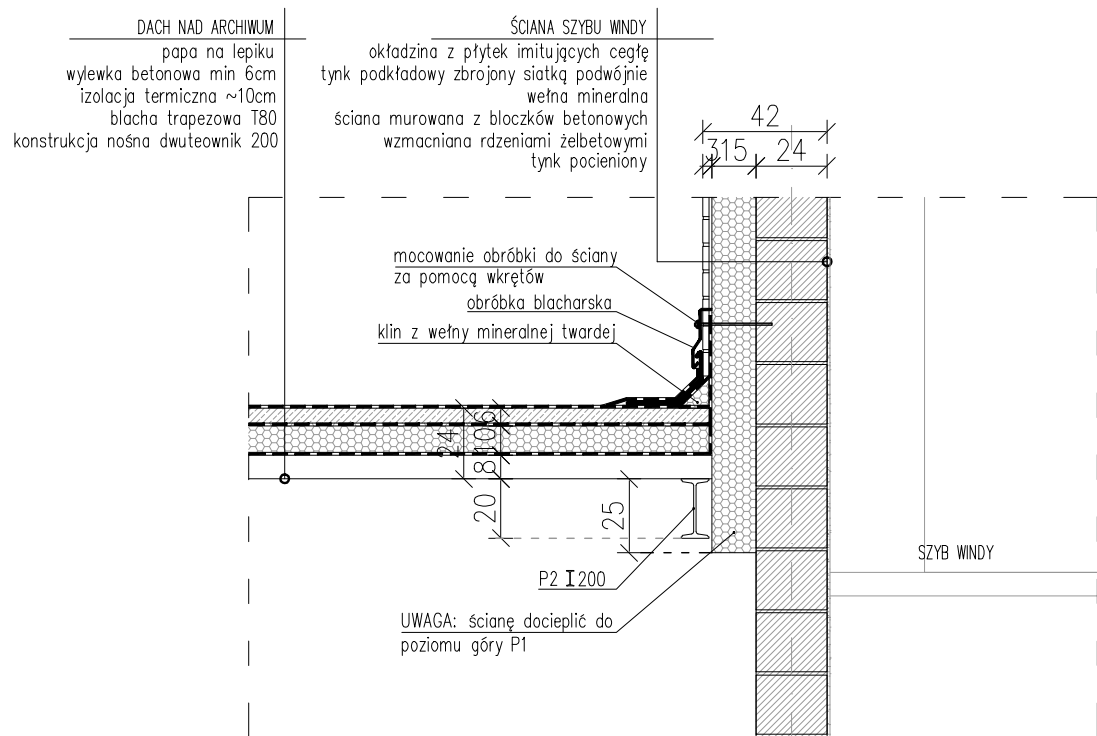 DACH NAD ARCHIWUM
papa na lepiku
wylewka betonowa min 6cm
izolacja termiczna ~10cm
blacha trapezowa T80
konstrukcja nośna dwuteownik 200
ŚCIANA SZYBU WINDY
okładzina z płytek imitujących cegłę
tynk podkładowy zbrojony siatką podwójnie
wełna mineralna
ściana murowana z bloczków betonowych
wzmacniana rdzeniami żelbetowymi
tynk pocieniony
42
3 15 24
mocowanie obróbki do ściany
za pomocą wkrętów
obróbka blacharska
klin z wełny mineralnej twardej
24
6
10
8
20
25
SZYB WINDY
P2 I 200
UWAGA: ścianę docieplić do
poziomu góry P1